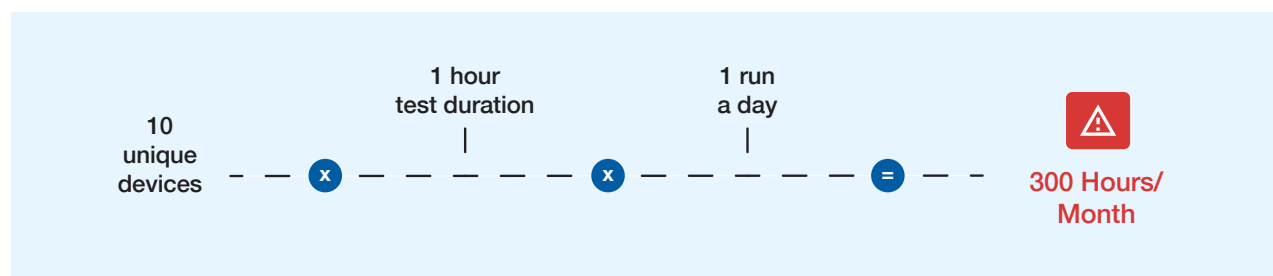 10
unique
devices
x
1 hour
test duration
x
1 run
a day
=
300 Hours/
Month